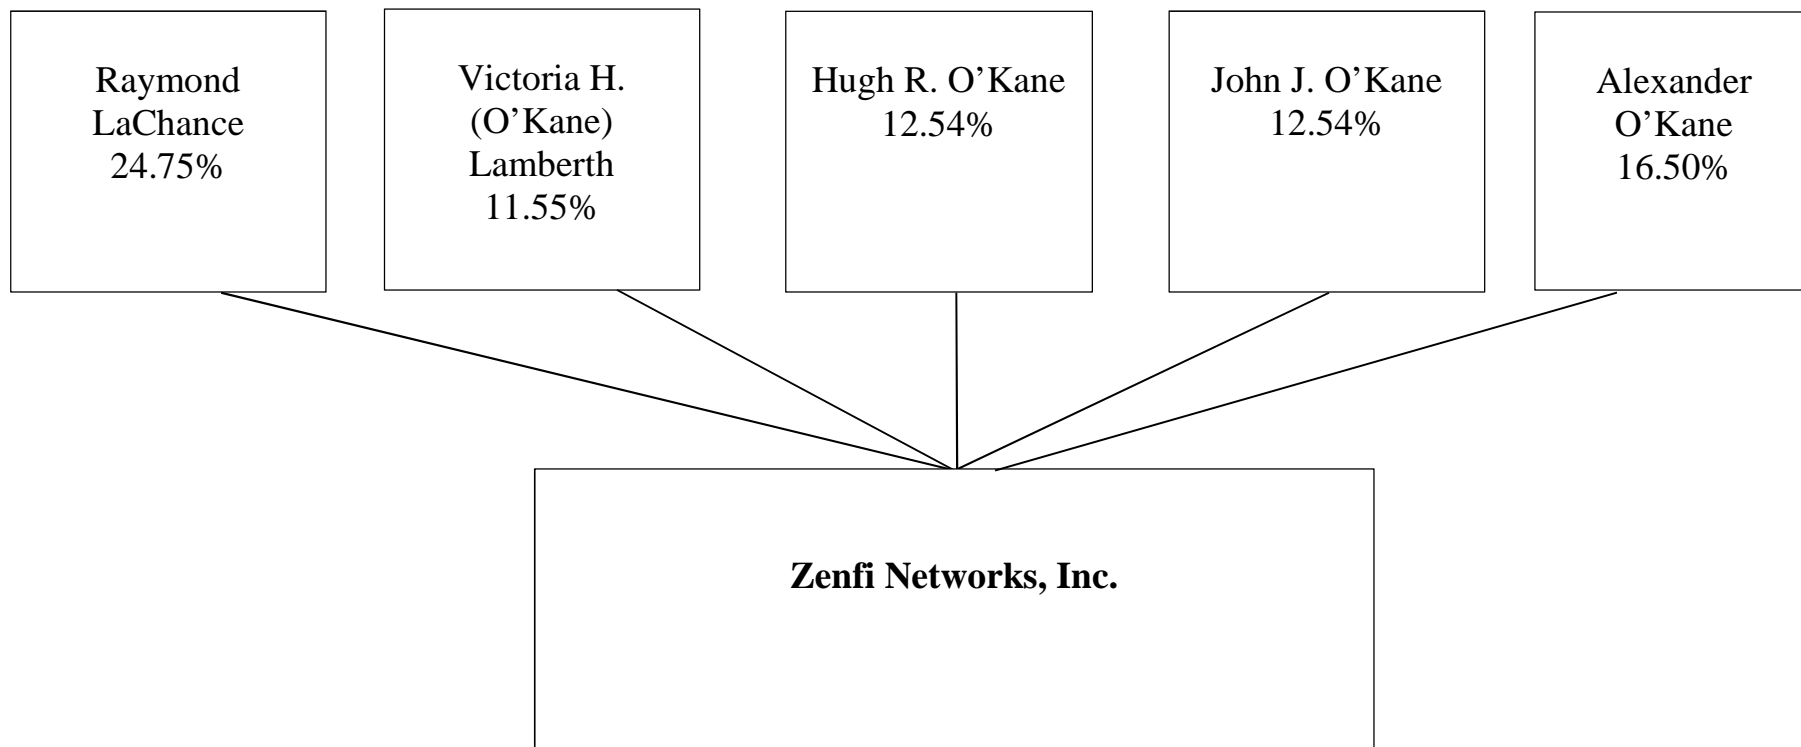 Raymond
LaChance
24.75%
Victoria H.
(O’Kane)
Lamberth
11.55%
Hugh R. O’Kane
12.54%
John J. O’Kane
12.54%
Alexander
O’Kane
16.50%
Zenfi Networks, Inc.